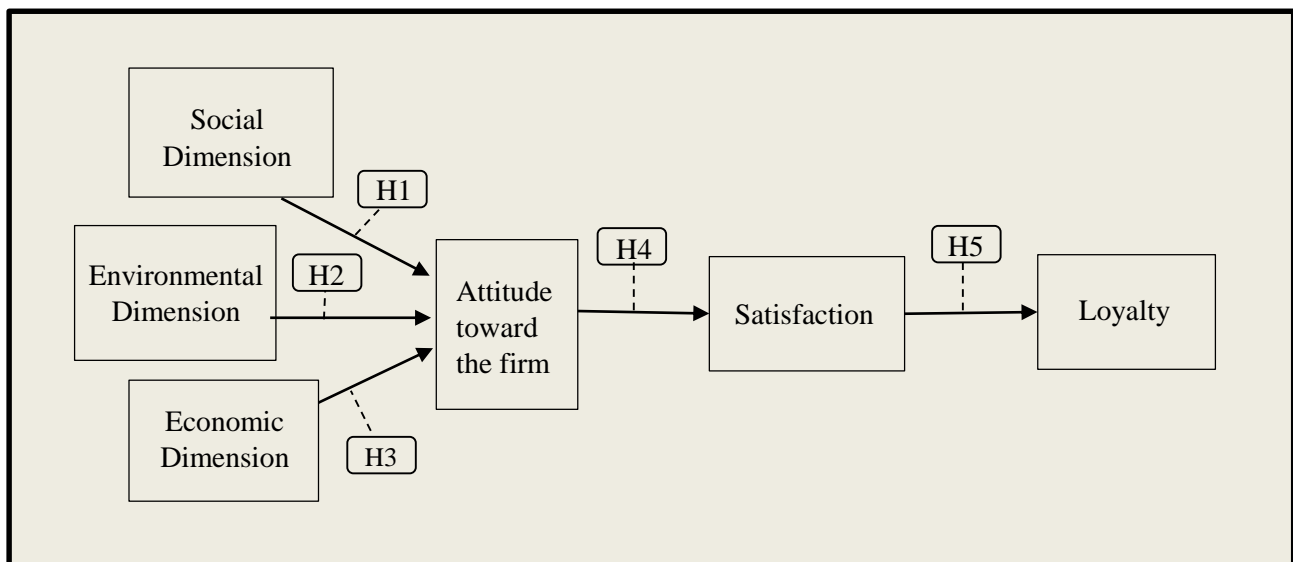 Social
Dimension
H1
Environmental
Dimension
H2
Economic
Dimension
H3
Attitude
toward
the firm
H4
Satisfaction
H5
Loyalty